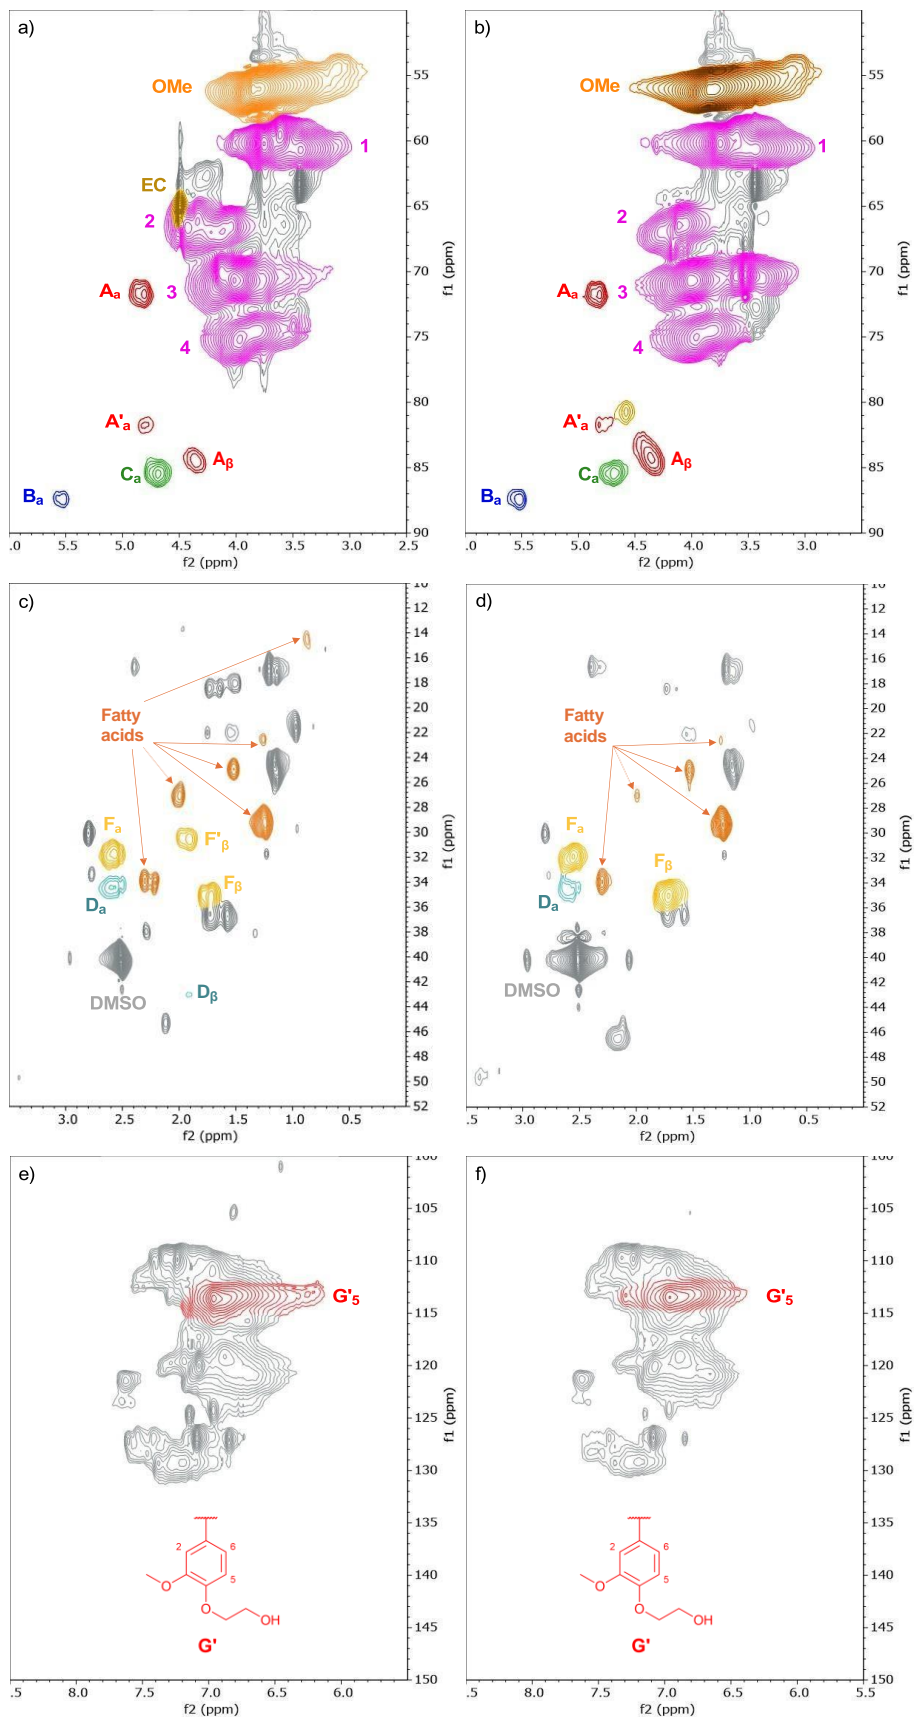 a)
OMe
1
EC
2
Aₐ
3
4
A'ₐ
Aᵦ
Cₐ
Bₐ
55
60
65
70
75
80
85
90
f1 (ppm)
.0 5.5 5.0 4.5 4.0 3.5 3.0 2.5
f2 (ppm)
b)
OMe
1
2
Aₐ
3
4
A'ₐ
Aᵦ
Cₐ
Bₐ
55
60
65
70
75
80
85
90
f1 (ppm)
.0 5.5 5.0 4.5 4.0 3.5 3.0
f2 (ppm)
c)
Fatty
acids
Fₐ
F'ᵦ
Fᵦ
Dₐ
DMSO
Dᵦ
10
12
14
16
18
20
22
24
26
28
30
32
34
36
38
40
42
44
46
48
50
52
f1 (ppm)
3.0 2.5 2.0 1.5 1.0
f2 (ppm)
d)
Fatty
acids
Fₐ
Fᵦ
Dₐ
DMSO
10
12
14
16
18
20
22
24
26
28
30
32
34
36
38
40
42
44
46
48
50
52
f1 (ppm)
3.0 2.5 2.0 1.5 1.0 0.5
f2 (ppm)
e)
G'₅
100
105
110
115
120
125
130
135
140
145
150
f1 (ppm)
2 6
5
O
O
OH
G'
.5 8.0 7.5 7.0 6.5 6.0
f2 (ppm)
f)
G'₅
100
105
110
115
120
125
130
135
140
145
150
f1 (ppm)
2 6
5
O
O
OH
G'
.5 8.0 7.5 7.0 6.5 6.0 5.5
f2 (ppm)